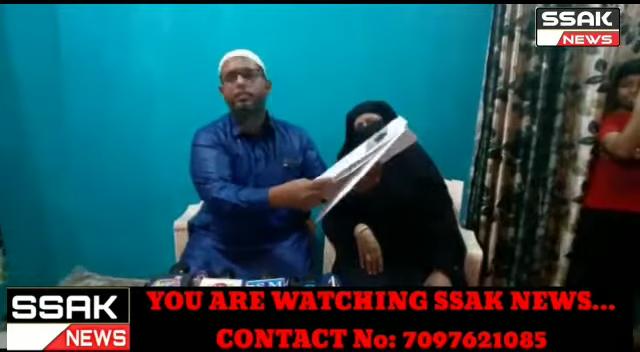 SSAK
NEWS
SSAK
NEWS
YOU ARE WATCHING SSAK NEWS...
CONTACT No: 7097621085